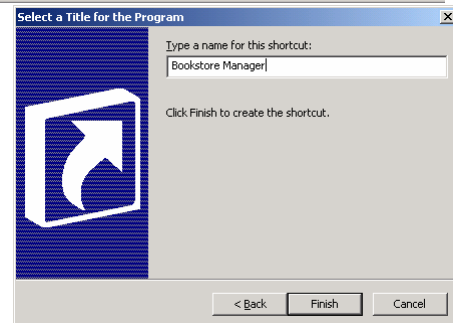 Select a Title for the Program
Type a name for this shortcut:
Bookstore Manager
Click Finish to create the shortcut.
< Back
Finish
Cancel